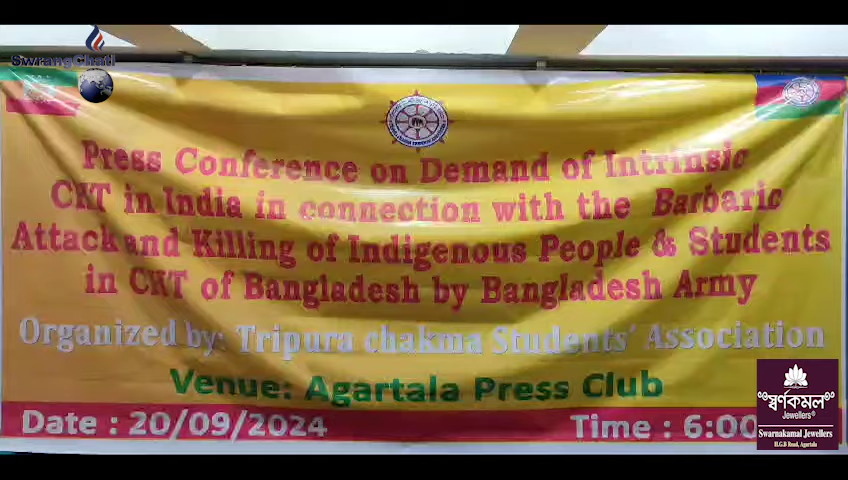 SwrangChati
Press Conference on Demand of Intrinsic
CKT in India in connection with the Barbaric
Attack and Killing of Indigenous People & Students
in CKT of Bangladesh by Bangladesh Army
Organized by: Tripura chakma Students' Association
Venue: Agartala Press Club
Date : 20/09/2024
Time : 6:00
স্বর্ণকমল
Jewellers®
Swarnakamal Jewellers
H.G.B Road, Agartala